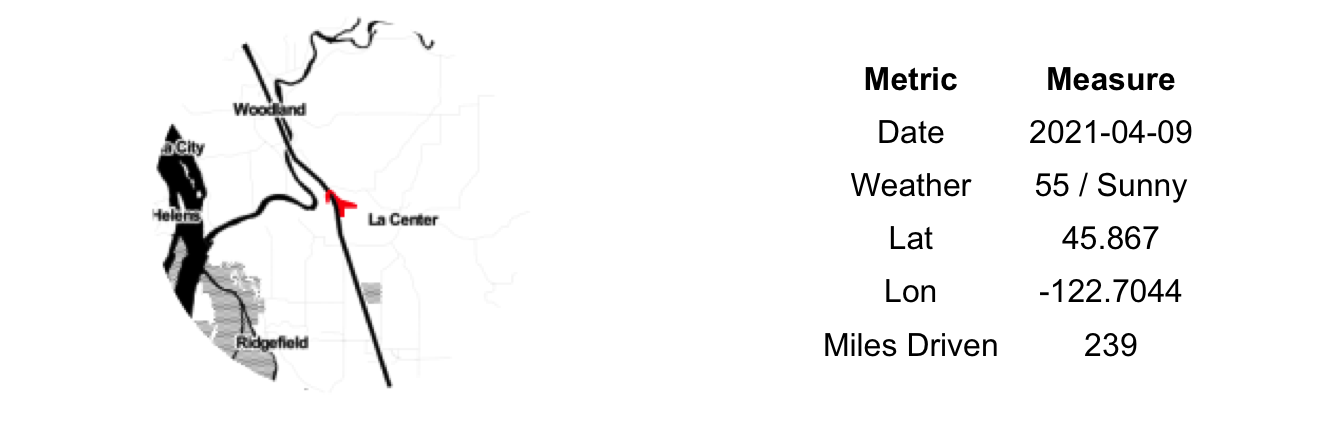 Woodland
a City
Helens
La Center
Ridgefield
Metric Measure
Date 2021-04-09
Weather 55 / Sunny
Lat 45.867
Lon -122.7044
Miles Driven 239